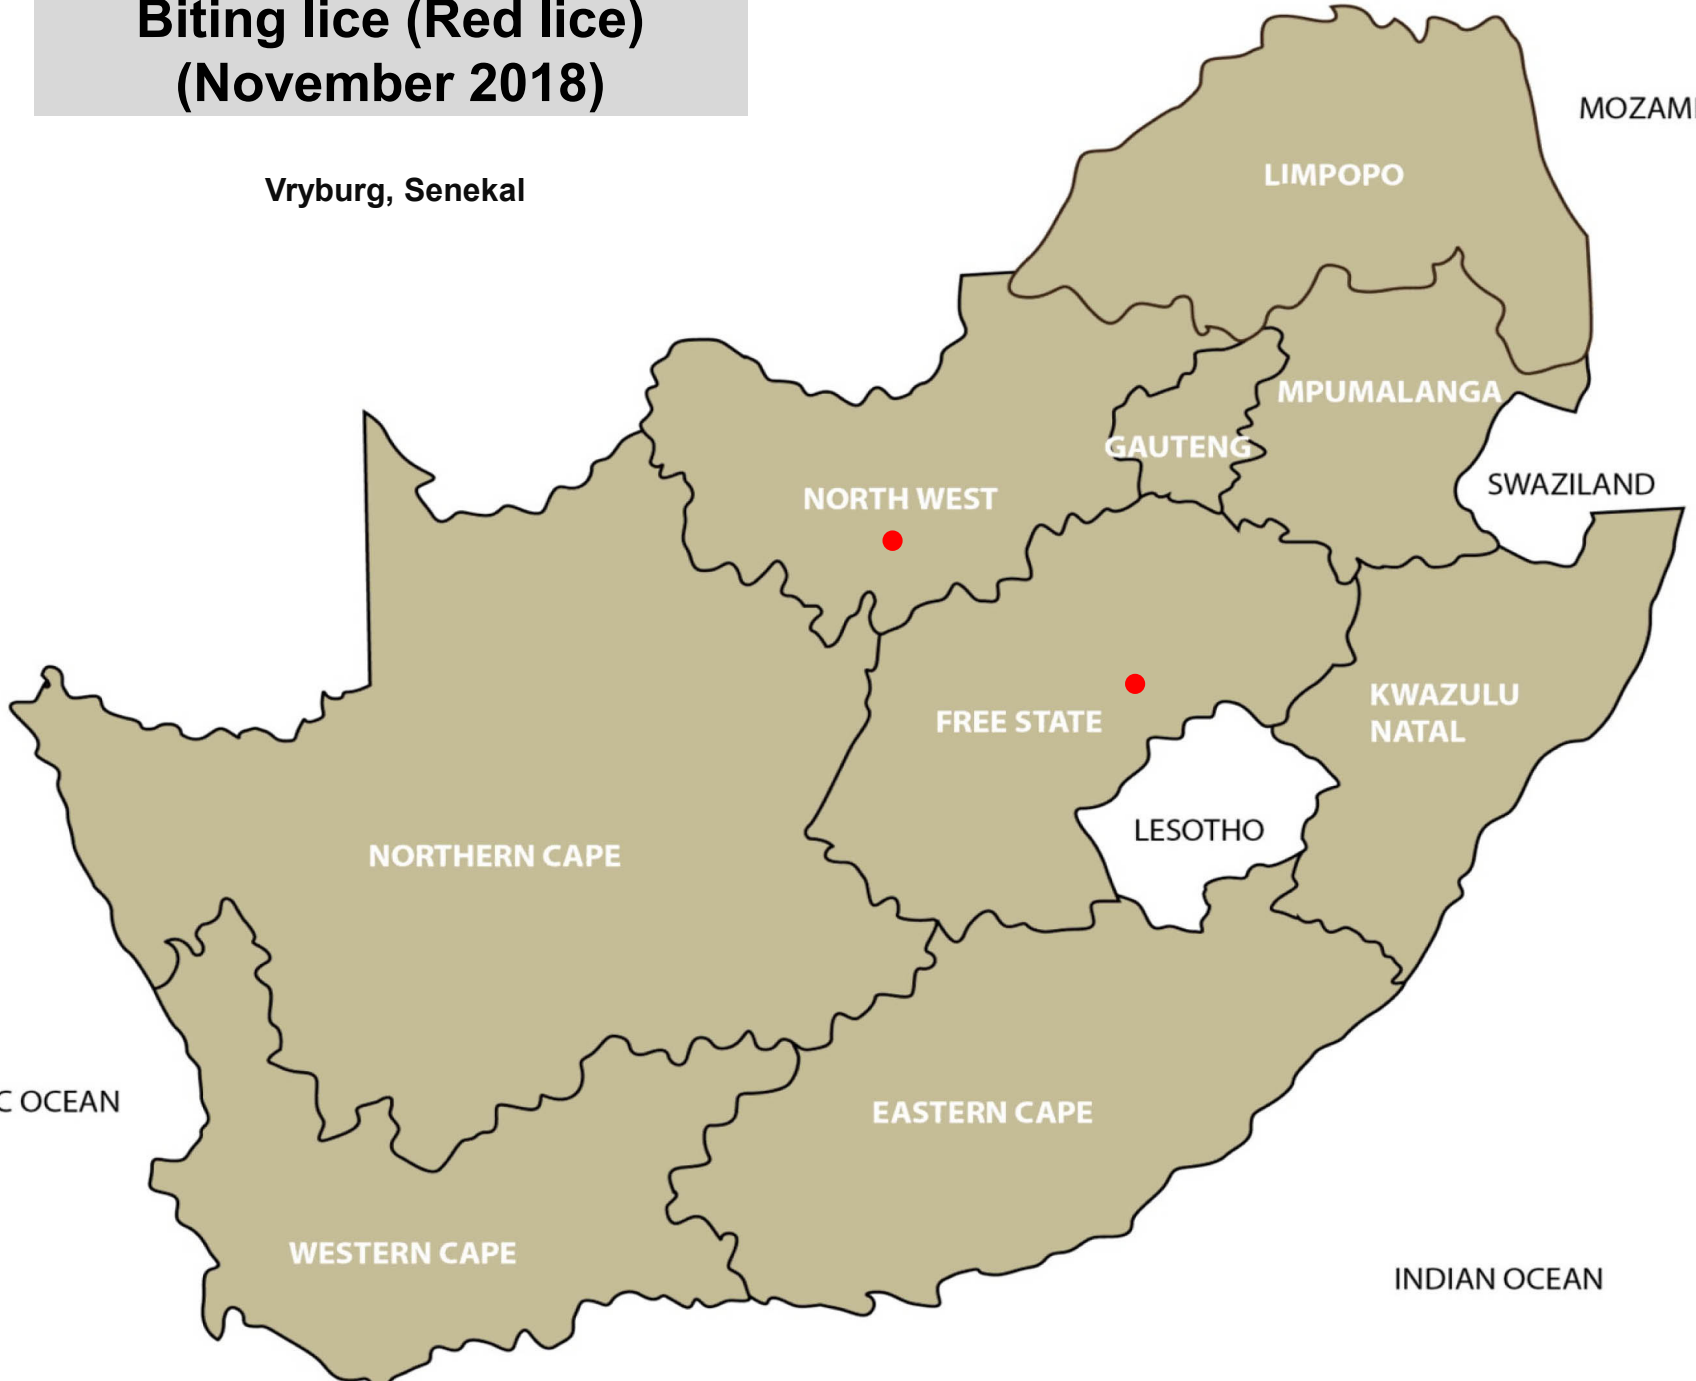 Biting lice (Red lice)
(November 2018)
Vryburg, Senekal
MOZAM
LIMPOPO
MPUMALANGA
GAUTENG
SWAZILAND
NORTH WEST
KWAZULU
NATAL
FREE STATE
LESOTHO
NORTHERN CAPE
C OCEAN
EASTERN CAPE
WESTERN CAPE
INDIAN OCEAN